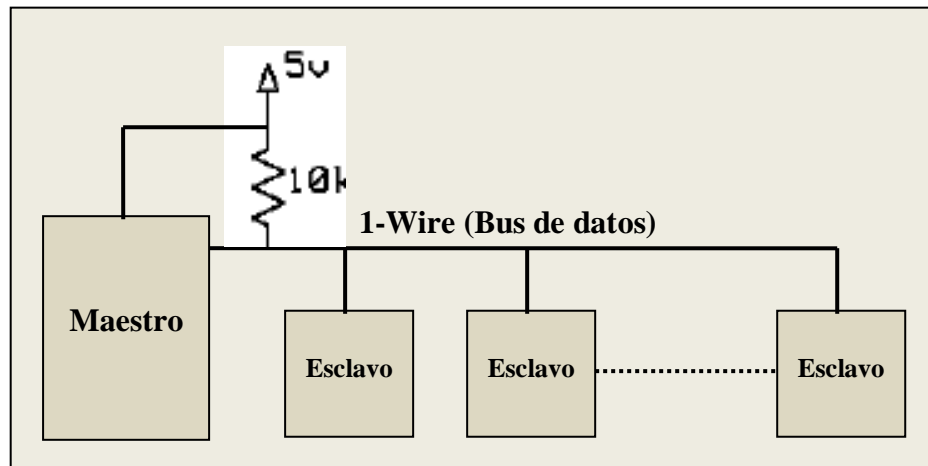 5v
10k
1-Wire (Bus de datos)
Maestro
Esclavo
Esclavo
Esclavo